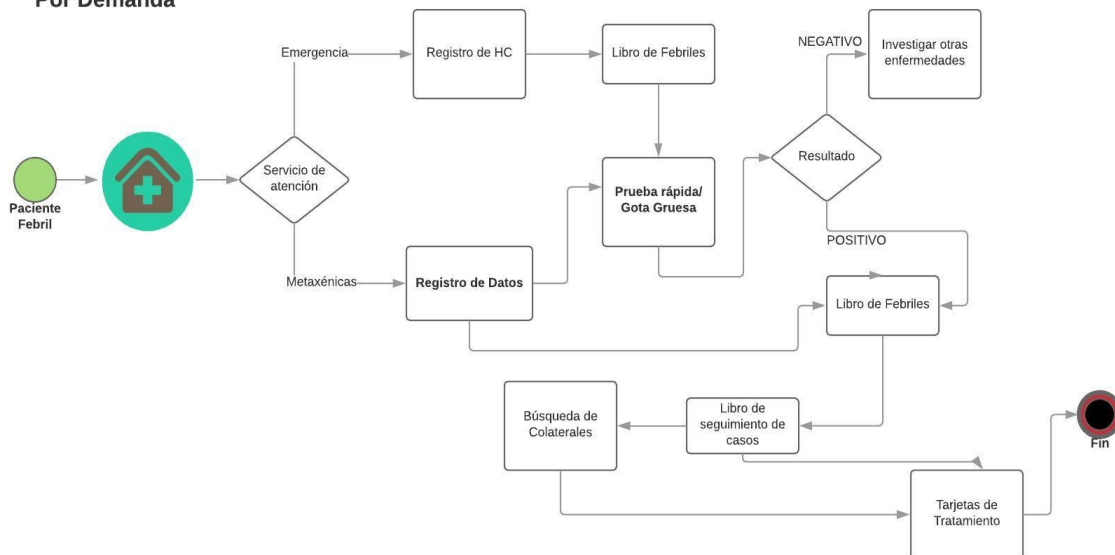 Por Demanda
Emergencia
Registro de HC
Libro de Febriles
NEGATIVO
Investigar otras
enfermedades
Servicio de
atención
Resultado
Paciente
Febril
Prueba rápida/
Gota Gruesa
POSITIVO
Metaxénicas
Registro de Datos
Libro de Febriles
Búsqueda de
Colaterales
Libro de
seguimiento de
casos
Fin
Tarjetas de
Tratamiento